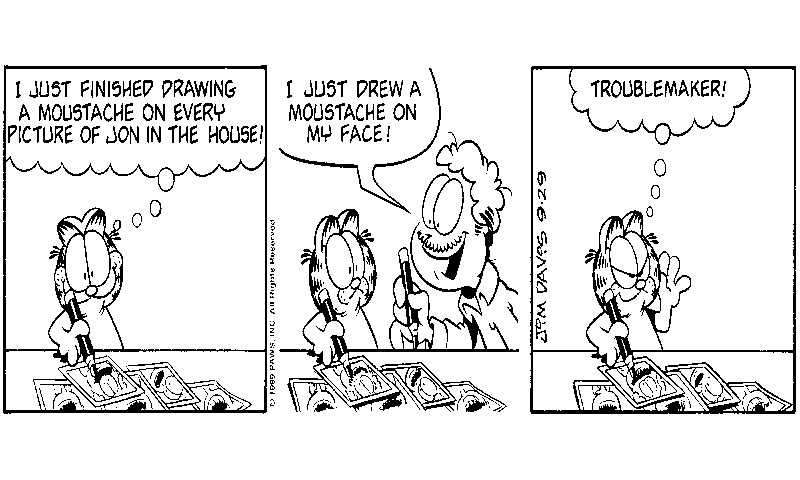 I JUST FINISHED DRAWING
A MOUSTACHE ON EVERY
PICTURE OF JON IN THE HOUSE!
© 1989 PAWS, INC. All Rights Reserved
I JUST DREW A
MOUSTACHE ON
MY FACE!
TROUBLEMAKER!
JIM DAVIS 9.29